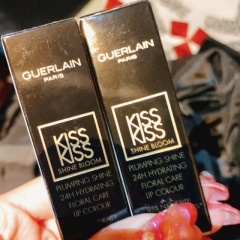 GUERLAIN
PARIS
KISS
KISS
SHINE BLOOM
PLUMPING SHINE
24H HYDRATING
FLORAL CARE
LIP COLOUR
GUERLAIN
PARIS
KISS
KISS
SHINE BLOOM
PLUMPING SHINE
24H HYDRATING
FLORAL CARE
LIP COLOUR